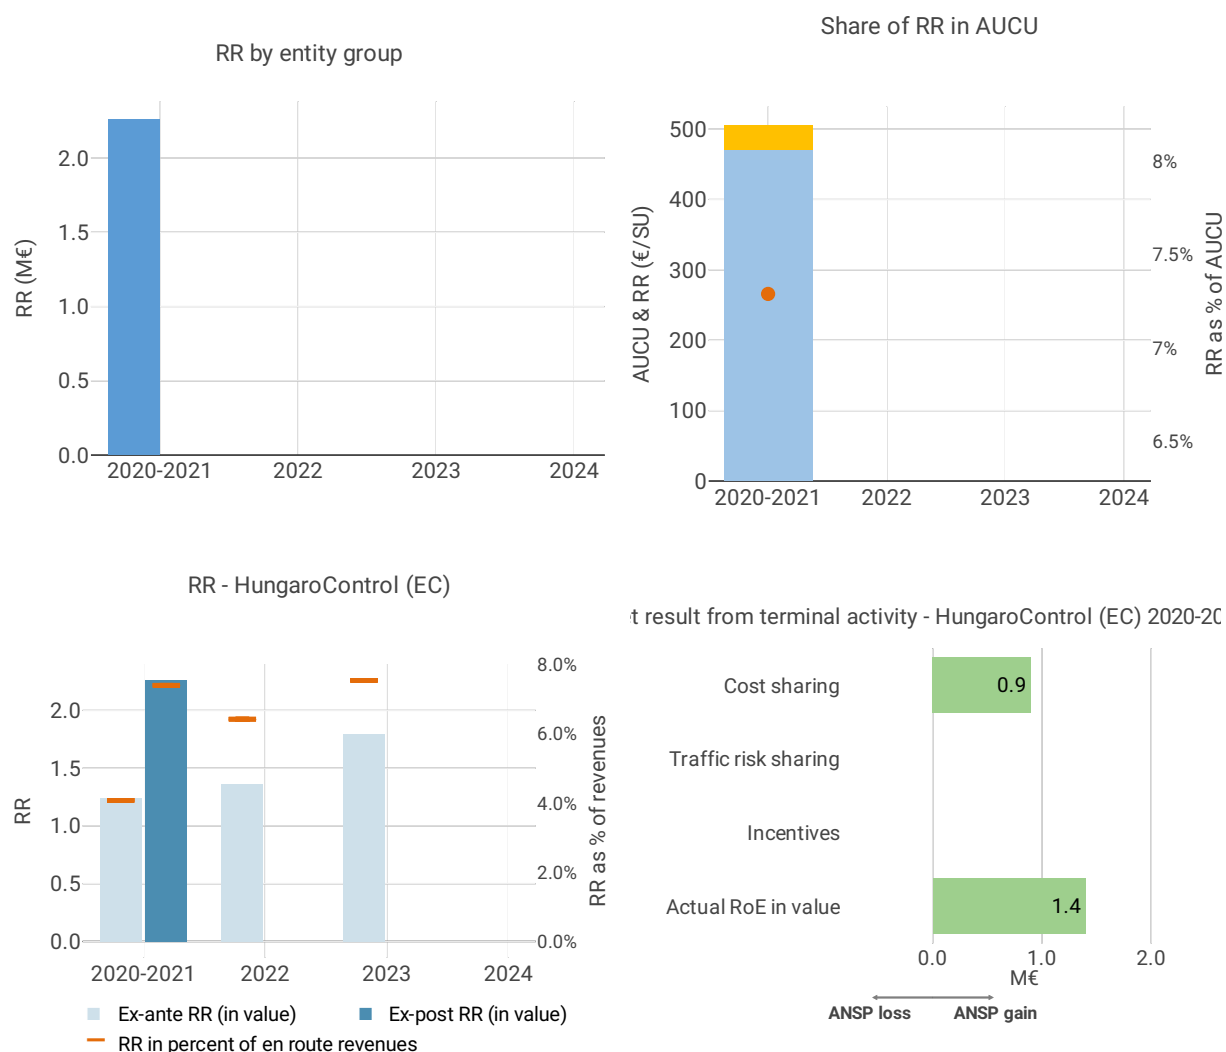 RR by entity group
RR (M€)
2.0
1.5
1.0
0.5
0.0
2020-2021 2022 2023 2024
Share of RR in AUCU
AUCU & RR (€/SU)
500
400
300
200
100
0
8%
7.5%
7%
6.5%
RR as % of AUCU
2020-2021 2022 2023 2024
RR - HungaroControl (EC)
RR
2.0
1.5
1.0
0.5
0.0
8.0%
6.0%
4.0%
2.0%
0.0%
RR as % of revenues
2020-2021 2022 2023 2024
Ex-ante RR (in value) Ex-post RR (in value)
RR in percent of en route revenues
t result from terminal activity - HungaroControl (EC) 2020-20
Cost sharing 0.9
Traffic risk sharing
Incentives
Actual RoE in value 1.4
0.0 1.0 2.0
M€
ANSP loss ANSP gain